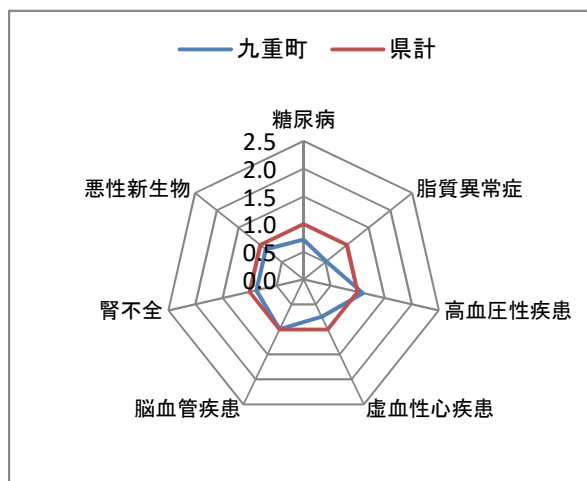 九重町 県計
糖尿病
2.5
2.0
1.5
1.0
0.5
0.0
脂質異常症
高血圧性疾患
虚血性心疾患
脳血管疾患
腎不全
悪性新生物